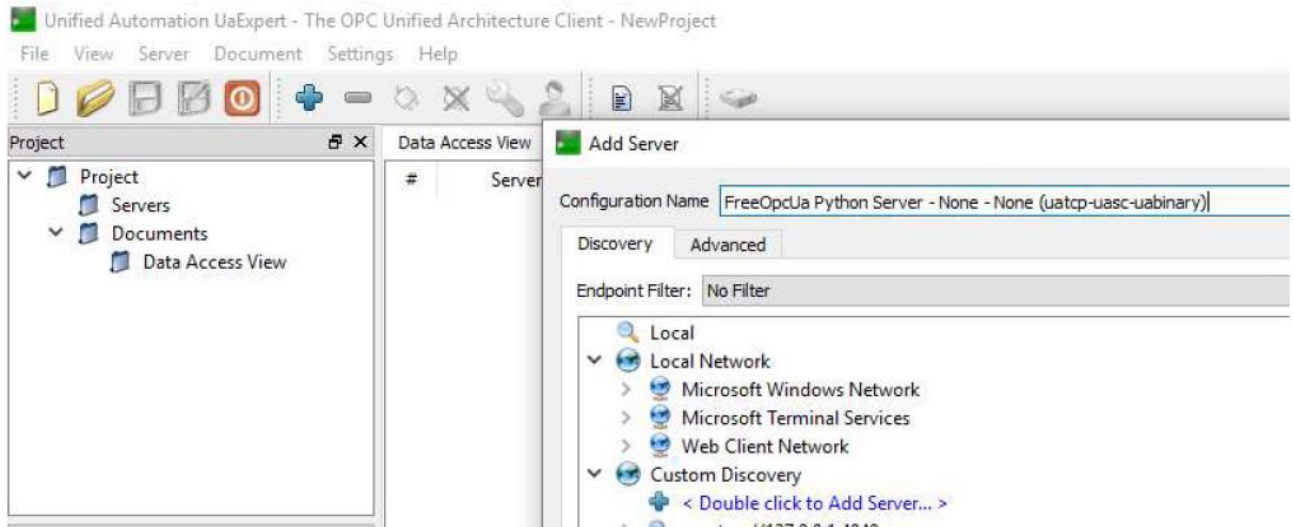 Unified Automation UaExpert - The OPC Unified Architecture Client - NewProject
File View Server Document Settings Help
Project
Project
Servers
Documents
Data Access View
Data Access View
# Server
Add Server
Configuration Name FreeOpcUa Python Server - None - None (uatcp-uasc-uabinary)
Discovery Advanced
Endpoint Filter: No Filter
Local
Local Network
Microsoft Windows Network
Microsoft Terminal Services
Web Client Network
Custom Discovery
< Double click to Add Server... >